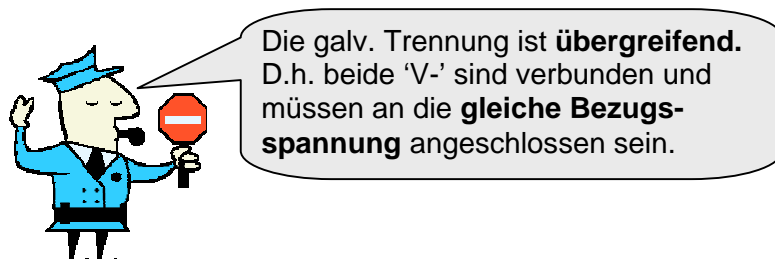 Die galv. Trennung ist übergreifend.
D.h. beide ‘V-’ sind verbunden und
müssen an die gleiche Bezugs-
spannung angeschlossen sein.